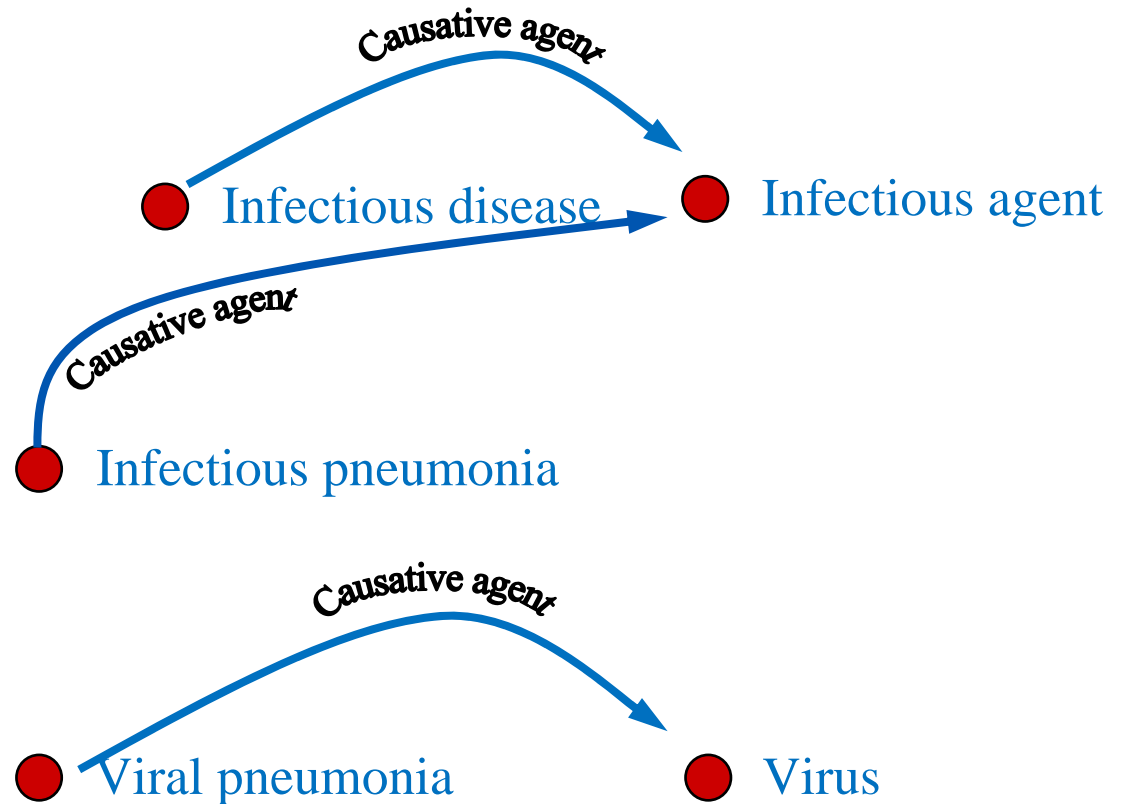 Causative agent
Infectious disease
Infectious agent
Causative agent
Infectious pneumonia
Causative agent
Viral pneumonia
Virus